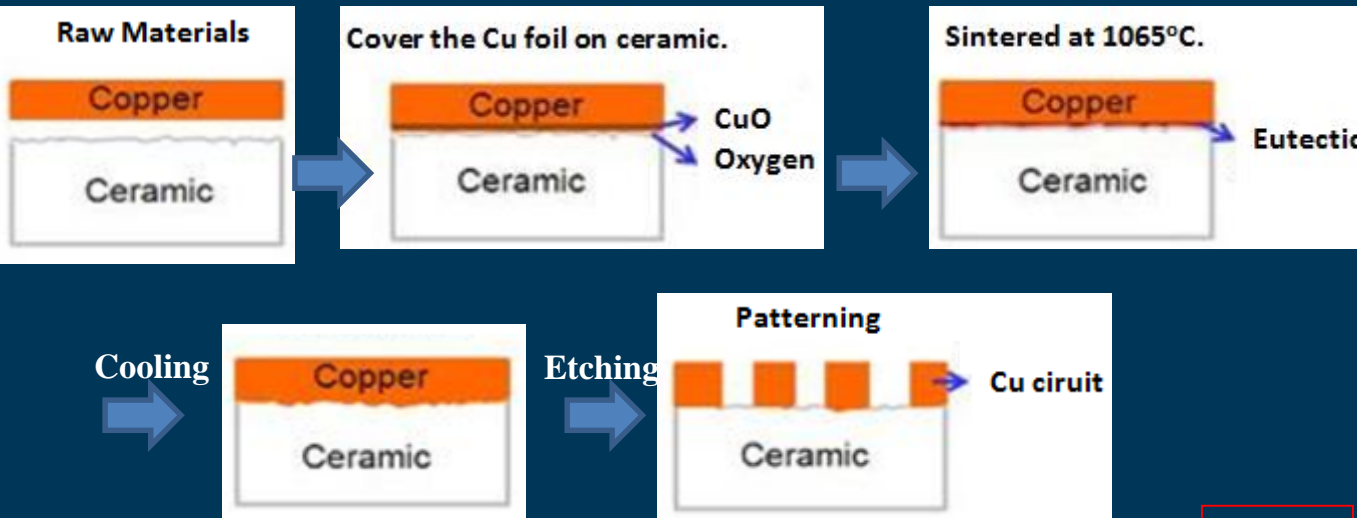 Raw Materials
Copper
Ceramic
Cover the Cu foil on ceramic.
Copper
CuO
Oxygen
Ceramic
Sintered at 1065°C.
Copper
Eutectic
Ceramic
Cooling
Copper
Ceramic
Etching
Patterning
Cu ciruit
Ceramic